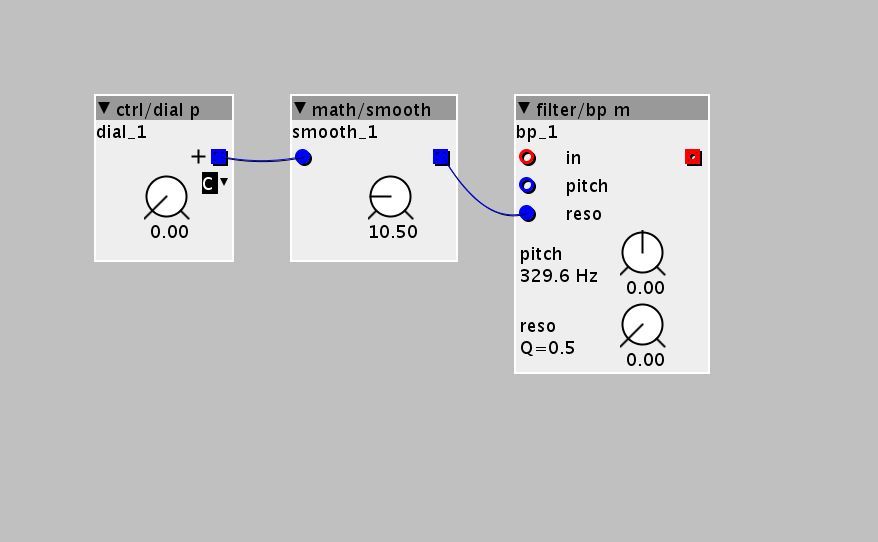 ctrl/dial p
dial_1
+
C
0.00
math/smooth
smooth_1
10.50
filter/bp m
bp_1
in
pitch
reso
pitch
329.6 Hz
0.00
reso
Q=0.5
0.00